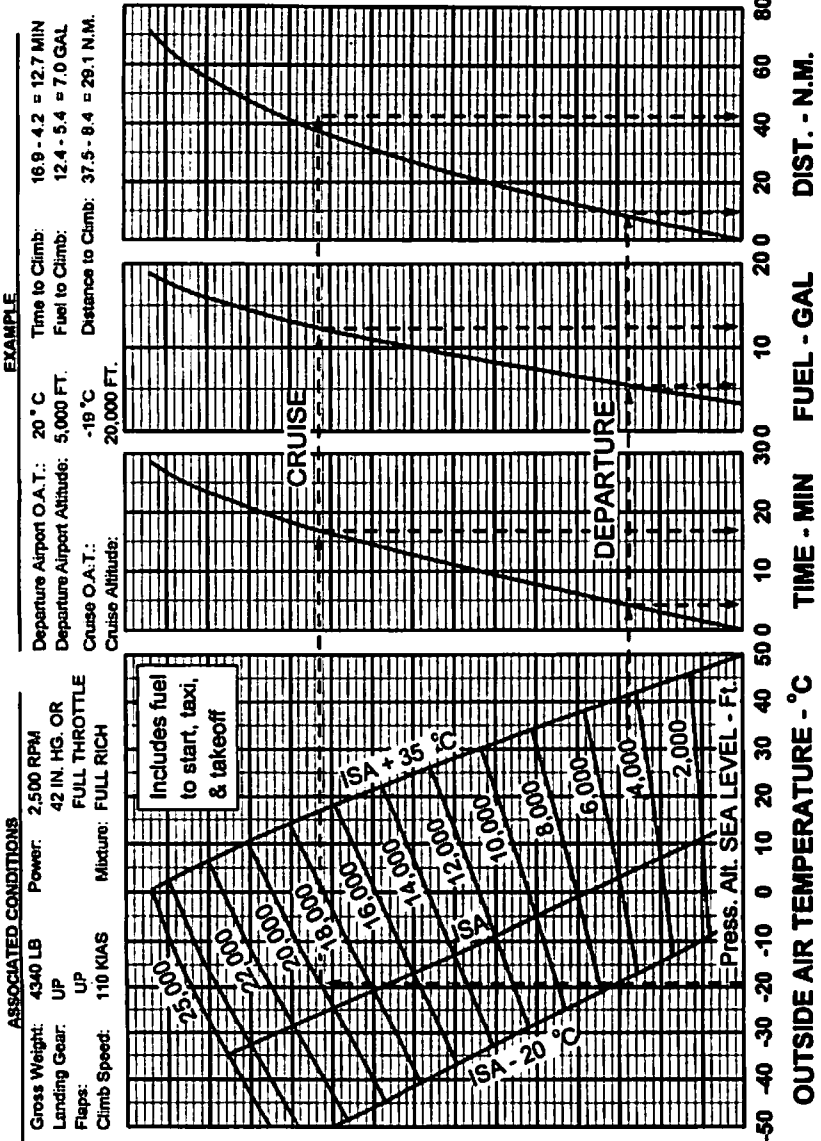 ASSOCIATED CONDITIONS
Gross Weight: 4340 LB
Landing Gear: UP
Flaps: UP
Climb Speed: 110 KIAS
Power: 2,500 RPM
42 IN. HG. OR
FULL THROTTLE
Mixture: FULL RICH
EXAMPLE
Departure Airport O.A.T.: 20 °C
Departure Airport Altitude: 5,000 FT.
Cruise O.A.T.: -19 °C
Cruise Altitude: 20,000 FT.
Time to Climb: 16.9 - 4.2 = 12.7 MIN
Fuel to Climb: 12.4 - 5.4 = 7.0 GAL
Distance to Climb: 37.5 - 8.4 = 29.1 N.M.
Includes fuel
to start, taxi,
& takeoff
ISA + 35 °C
ISA
ISA - 20 °C
25,000
22,000
20,000
18,000
16,000
14,000
12,000
10,000
8,000
6,000
4,000
2,000
Press. Alt. SEA LEVEL - Ft.
CRUISE
DEPARTURE
-50 -40 -30 -20 -10 0 10 20 30 40 50
0 10 20 30
0 10 20
0 20 40 60 80
OUTSIDE AIR TEMPERATURE - °C
TIME - MIN
FUEL - GAL
DIST. - N.M.